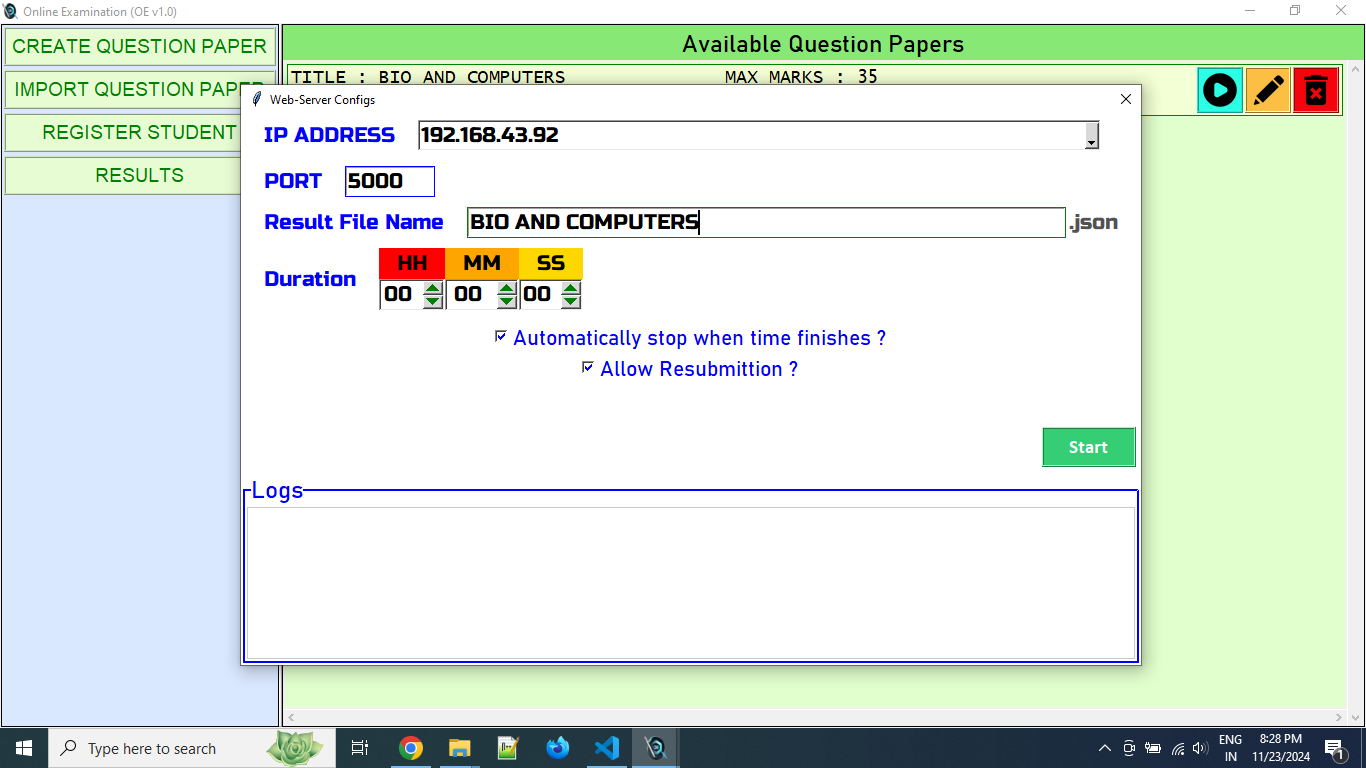 Online Examination (OE v1.0)
CREATE QUESTION PAPER
IMPORT QUESTION PAPER
REGISTER STUDENT
RESULTS
Available Question Papers
TITLE : BIO AND COMPUTERS MAX MARKS : 35
Web-Server Configs
IP ADDRESS 192.168.43.92
PORT 5000
Result File Name BIO AND COMPUTERS .json
HH MM SS
Duration
00 00 00
Automatically stop when time finishes ?
Allow Resubmittion ?
Start
Logs
Type here to search
ENG
IN
8:28 PM
11/23/2024
1